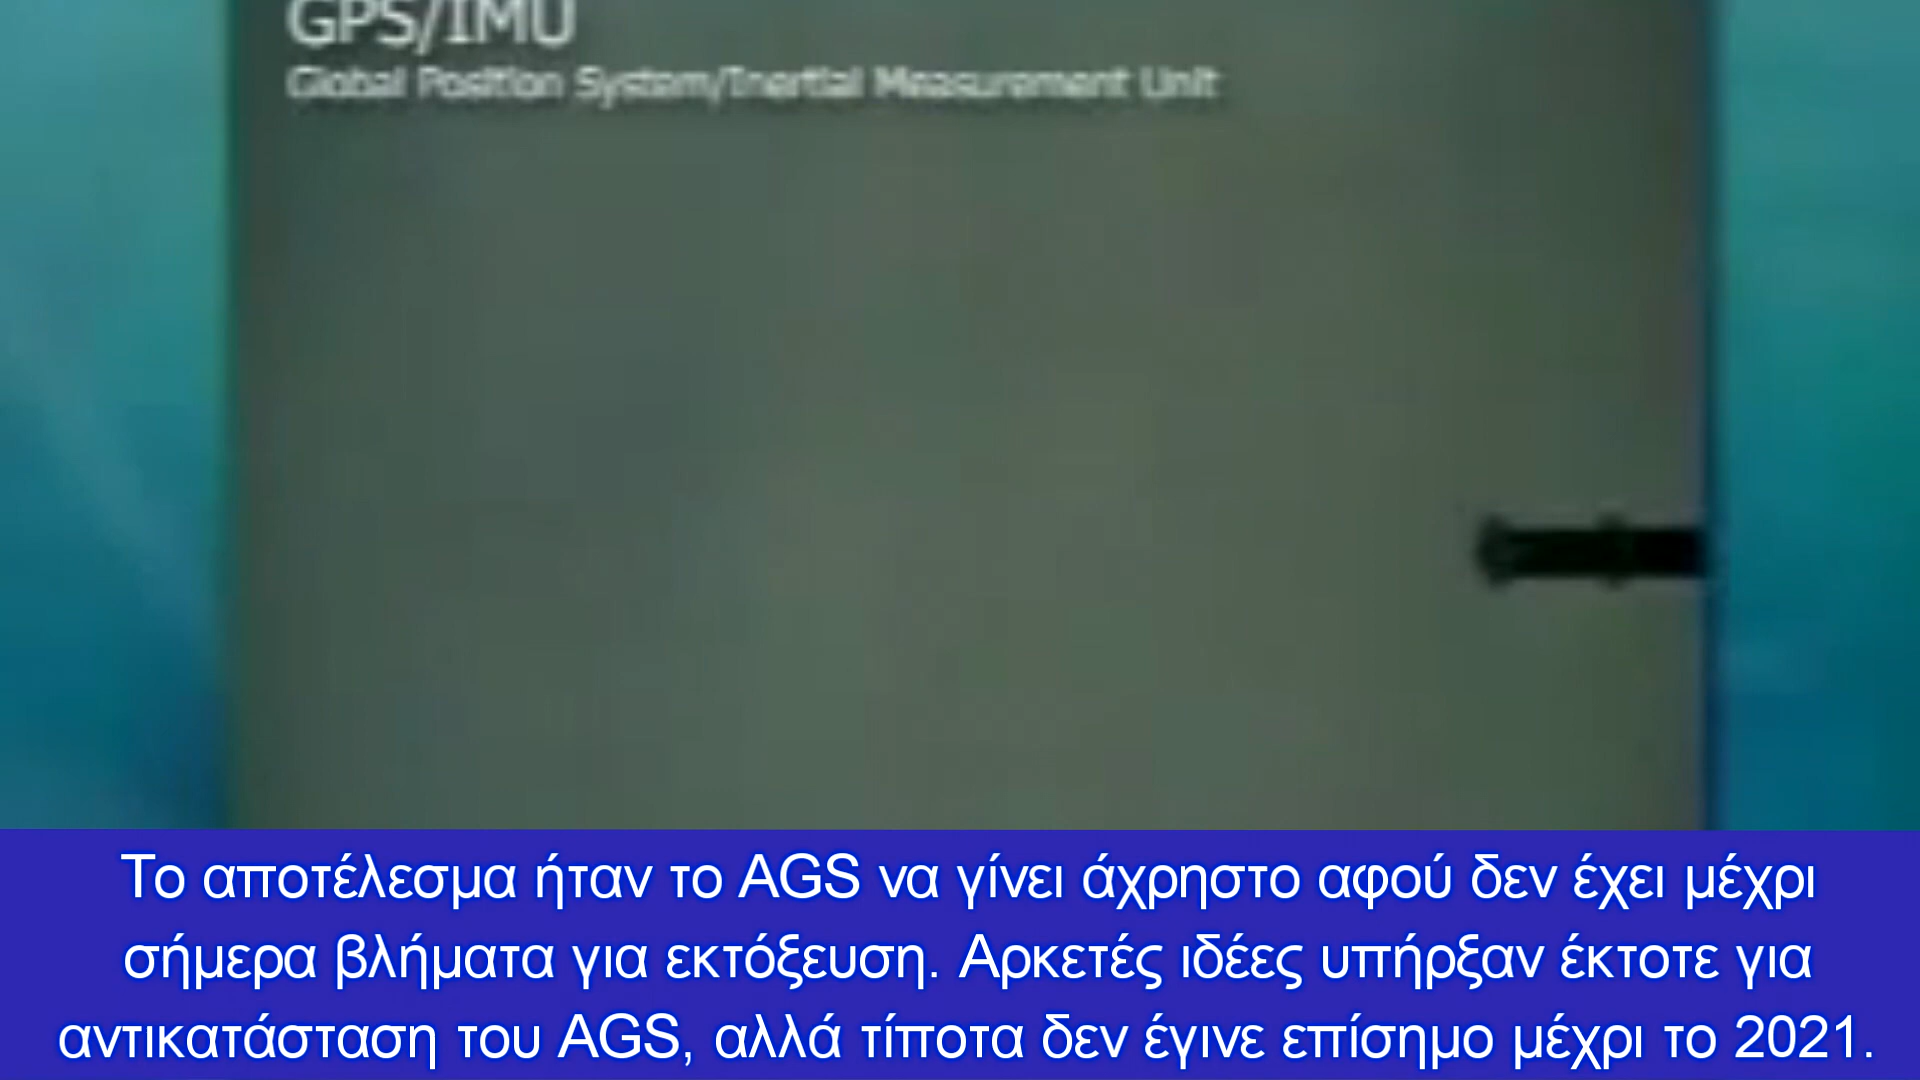 GPS/IMU
Global Position System/Inertial Measurement Unit
Το αποτέλεσμα ήταν το AGS να γίνει άχρηστο αφού δεν έχει μέχρι
σήμερα βλήματα για εκτόξευση. Αρκετές ιδέες υπήρξαν έκτοτε για
αντικατάσταση του AGS, αλλά τίποτα δεν έγινε επίσημο μέχρι το 2021.